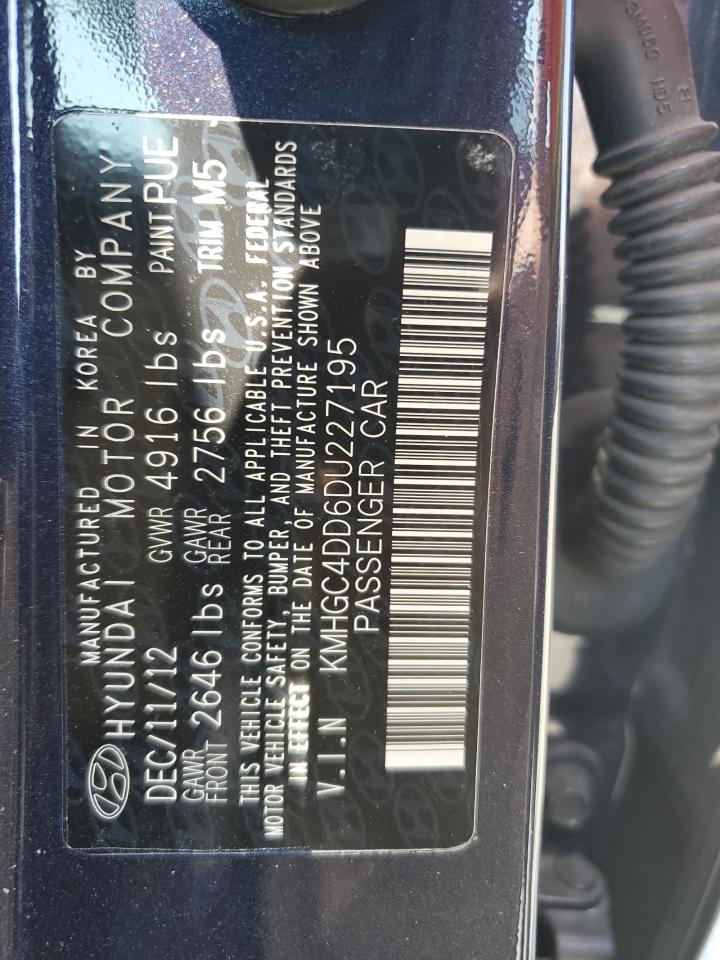 MANUFACTURED IN KOREA BY
HYUNDAI MOTOR COMPANY
DEC/11/12 GVWR 4916 lbs PAINT PUE
GAWR FRONT 2646 lbs GAWR REAR 2756 lbs TRIM M5
THIS VEHICLE CONFORMS TO ALL APPLICABLE U.S.A. FEDERAL
MOTOR VEHICLE SAFETY, BUMPER, AND THEFT PREVENTION STANDARDS
IN EFFECT ON THE DATE OF MANUFACTURE SHOWN ABOVE
V.I.N KMHGC4DD6DU227195
PASSENGER CAR
HD5